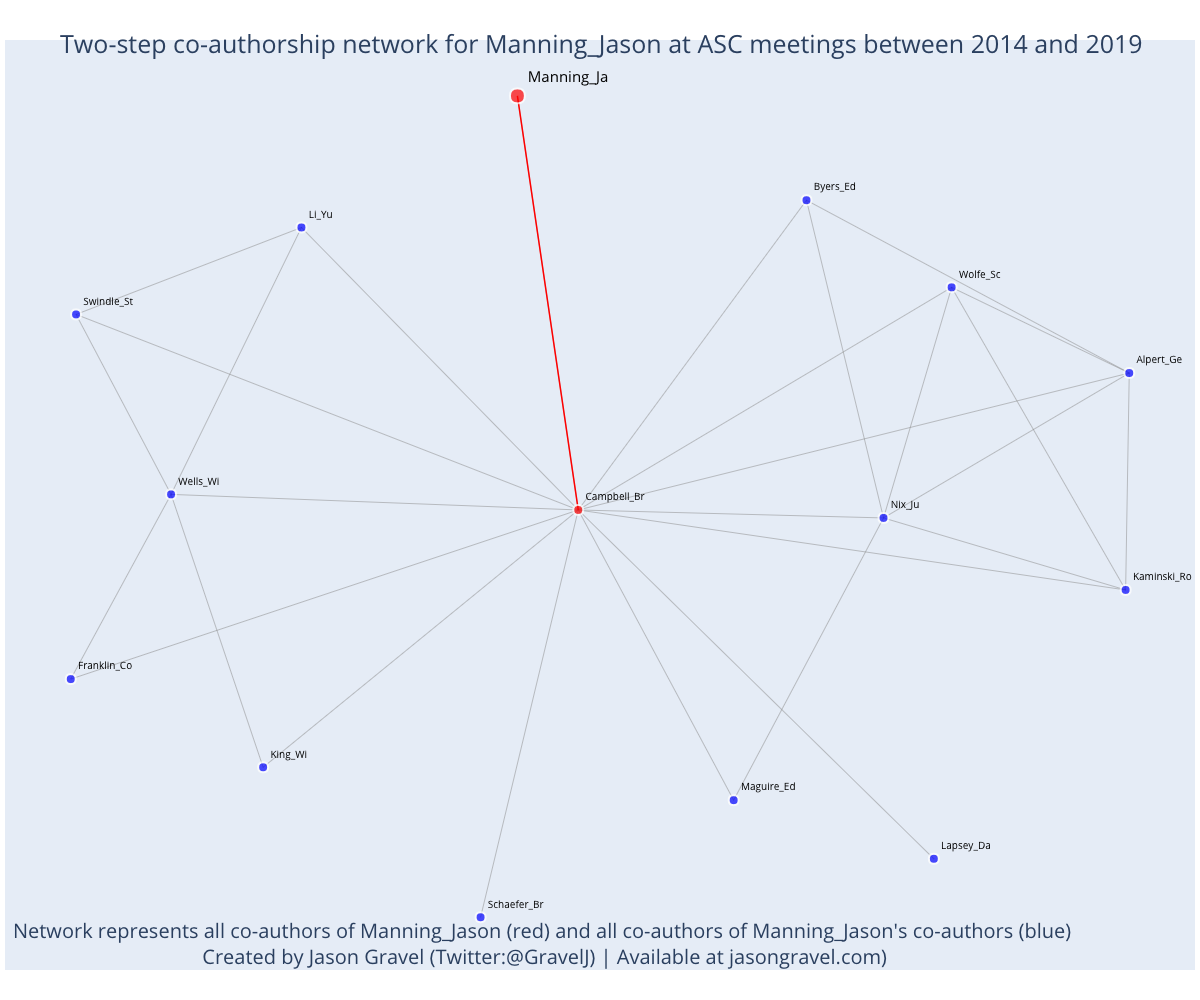 Two-step co-authorship network for Manning_Jason at ASC meetings between 2014 and 2019
Manning_Ja
Byers_Ed
Li_Yu
Wolfe_Sc
Swindle_St
Alpert_Ge
Wells_Wi
Campbell_Br
Nix_Ju
Kaminski_Ro
Franklin_Co
King_Wi
Maguire_Ed
Lapsey_Da
Schaefer_Br
Network represents all co-authors of Manning_Jason (red) and all co-authors of Manning_Jason's co-authors (blue)
Created by Jason Gravel (Twitter:@GravelJ) | Available at jasongravel.com)